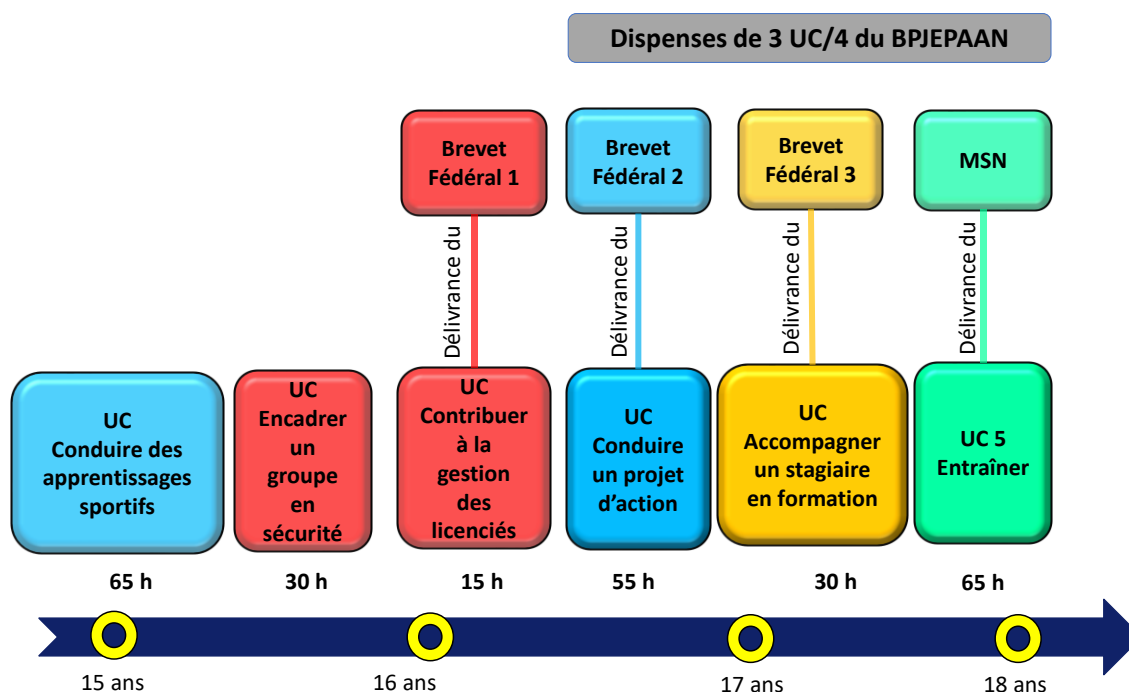 Dispenses de 3 UC/4 du BPJEPAAN
Brevet
Fédéral 1
Brevet
Fédéral 2
Brevet
Fédéral 3
MSN
Délivrance du
Délivrance du
Délivrance du
Délivrance du
UC
Conduire des
apprentissages
sportifs
UC
Encadrer
un
groupe
en
sécurité
UC
Contribuer
à la
gestion
des
licenciés
UC
Conduire
un projet
d’action
UC
Accompagner
un stagiaire
en formation
UC 5
Entraîner
65 h
30 h
15 h
55 h
30 h
65 h
15 ans
16 ans
17 ans
18 ans